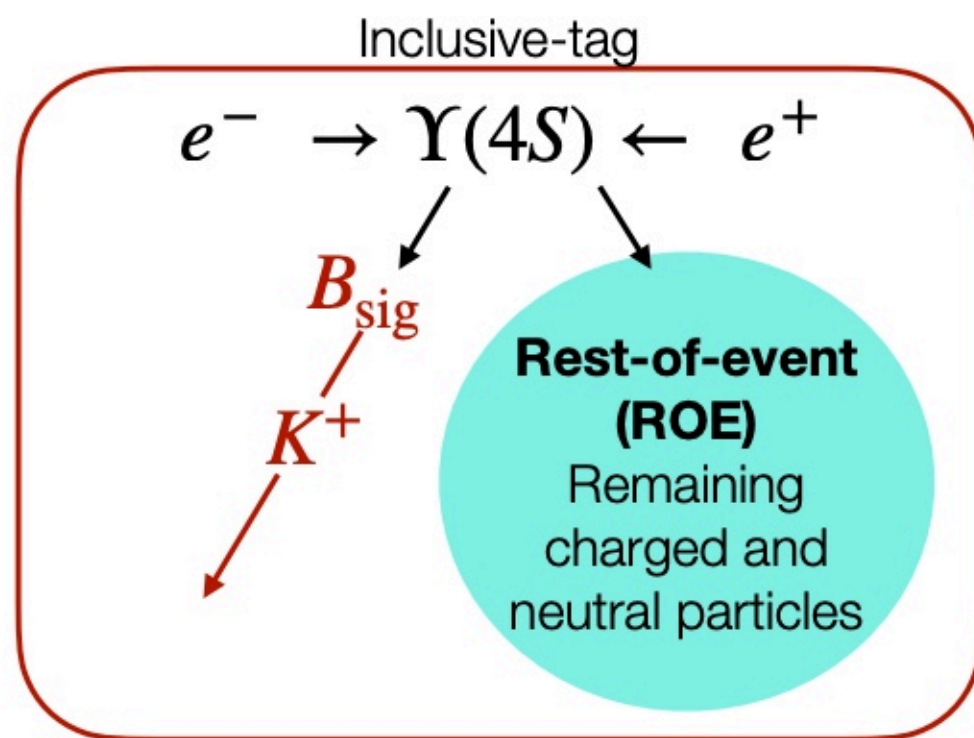 Inclusive-tag
e⁻ → ϒ(4S) ← e⁺
B_sig
K⁺
Rest-of-event
(ROE)
Remaining
charged and
neutral particles